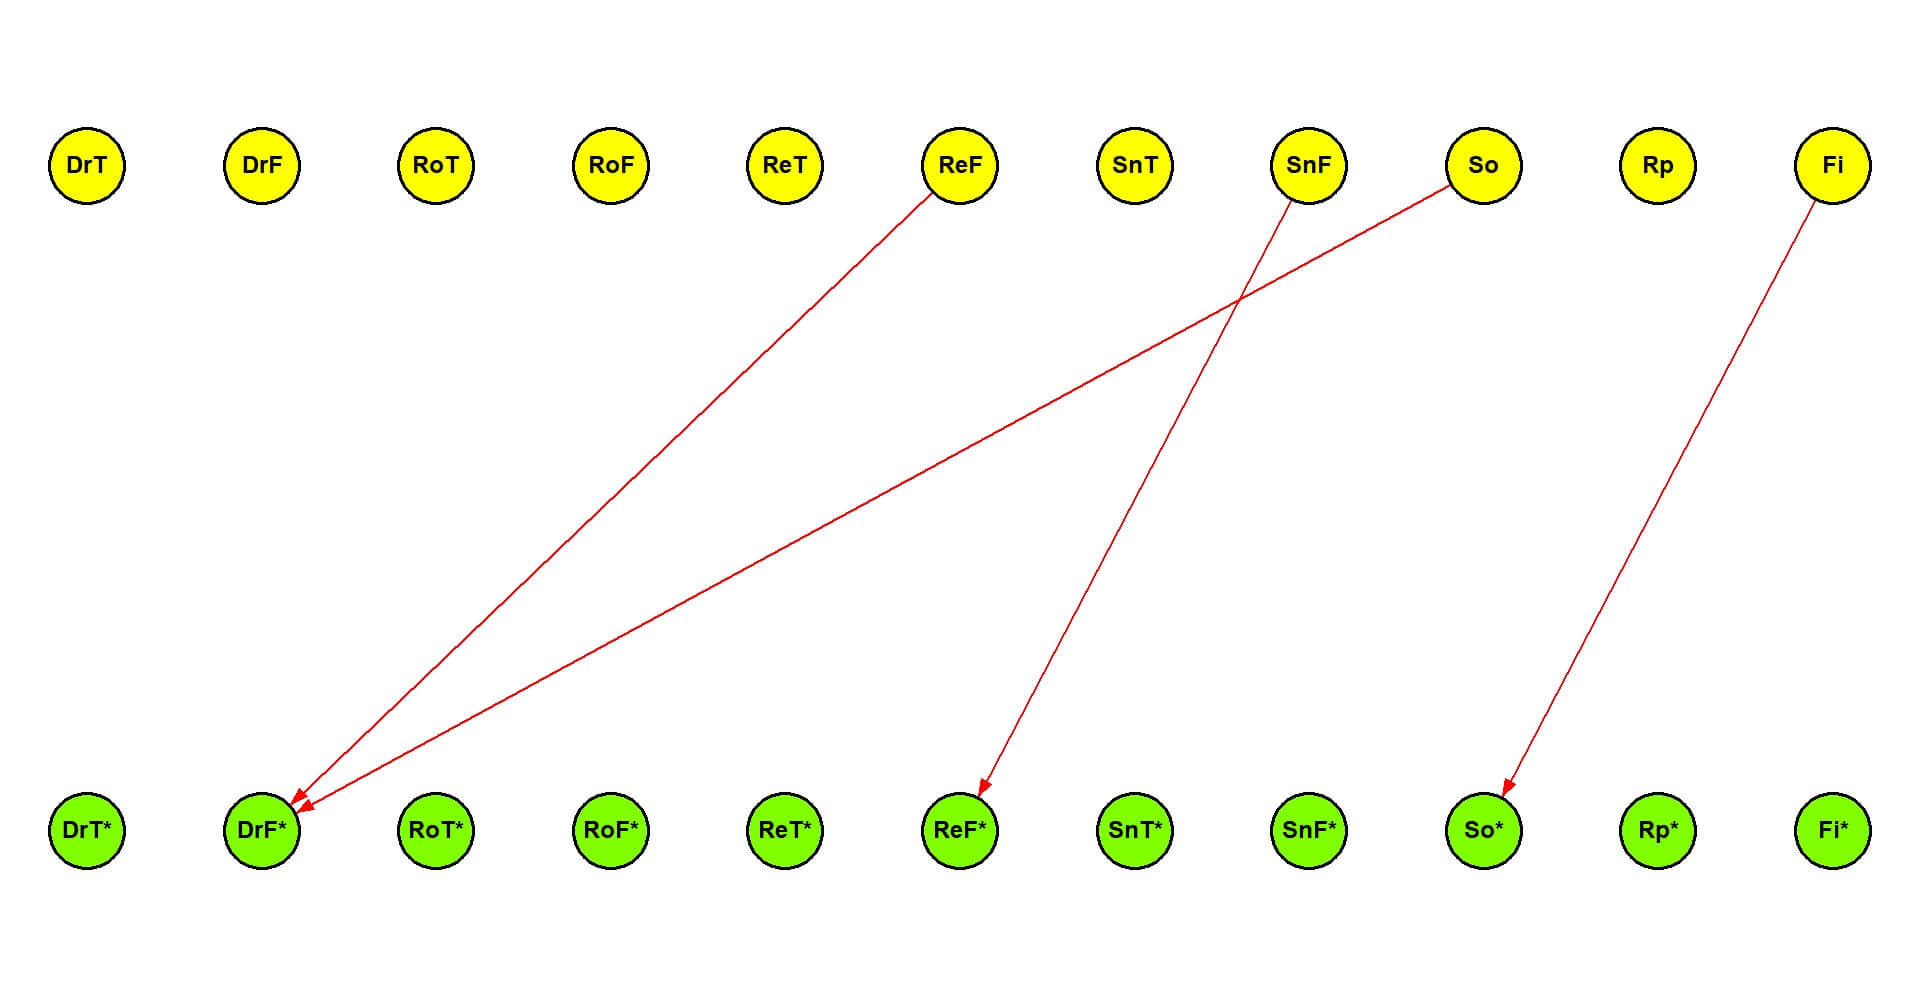 DrT DrF RoT RoF ReT ReF SnT SnF So Rp Fi
DrT* DrF* RoT* RoF* ReT* ReF* SnT* SnF* So* Rp* Fi*